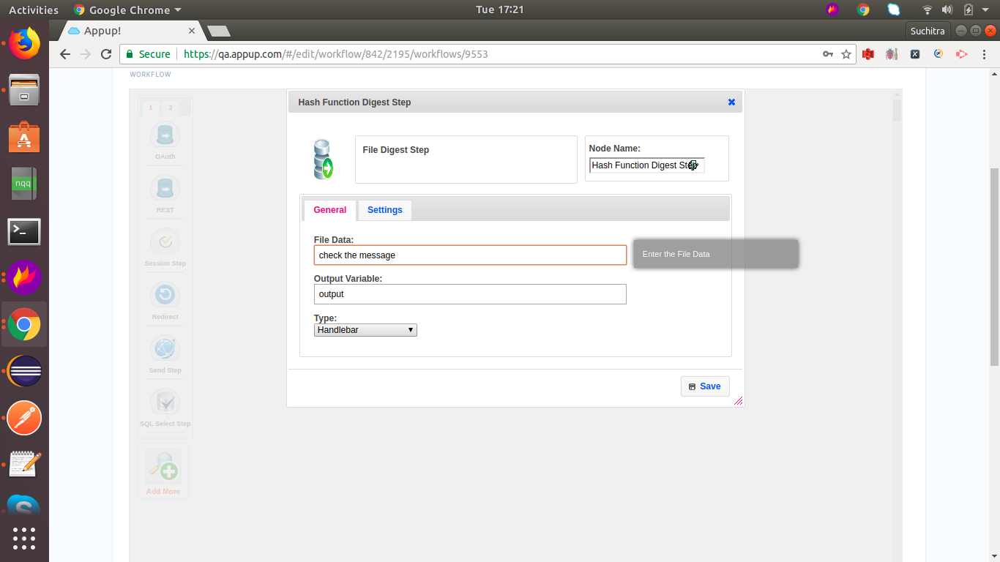 Activities
Google Chrome
Tue 17:21
Appup!
Suchitra
Secure
https://qa.appup.com/#/edit/workflow/842/2195/workflows/9553
WORKFLOW
Hash Function Digest Step
1
2
OAuth
REST
Session Step
Redirect
Send Step
SQL Select Step
Add More
File Digest Step
Node Name:
Hash Function Digest Step
General
Settings
File Data:
check the message
Enter the File Data
Output Variable:
output
Type:
Handlebar
Save
nqq